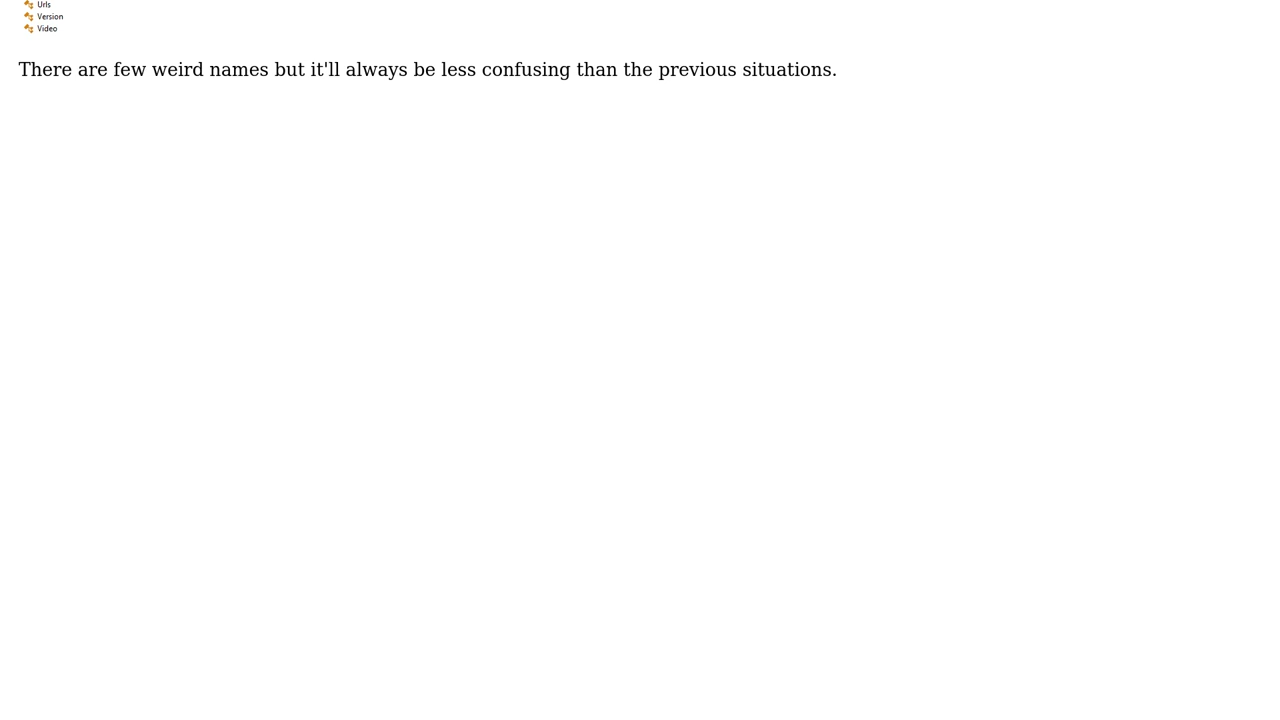 Urls
Version
Video
There are few weird names but it'll always be less confusing than the previous situations.